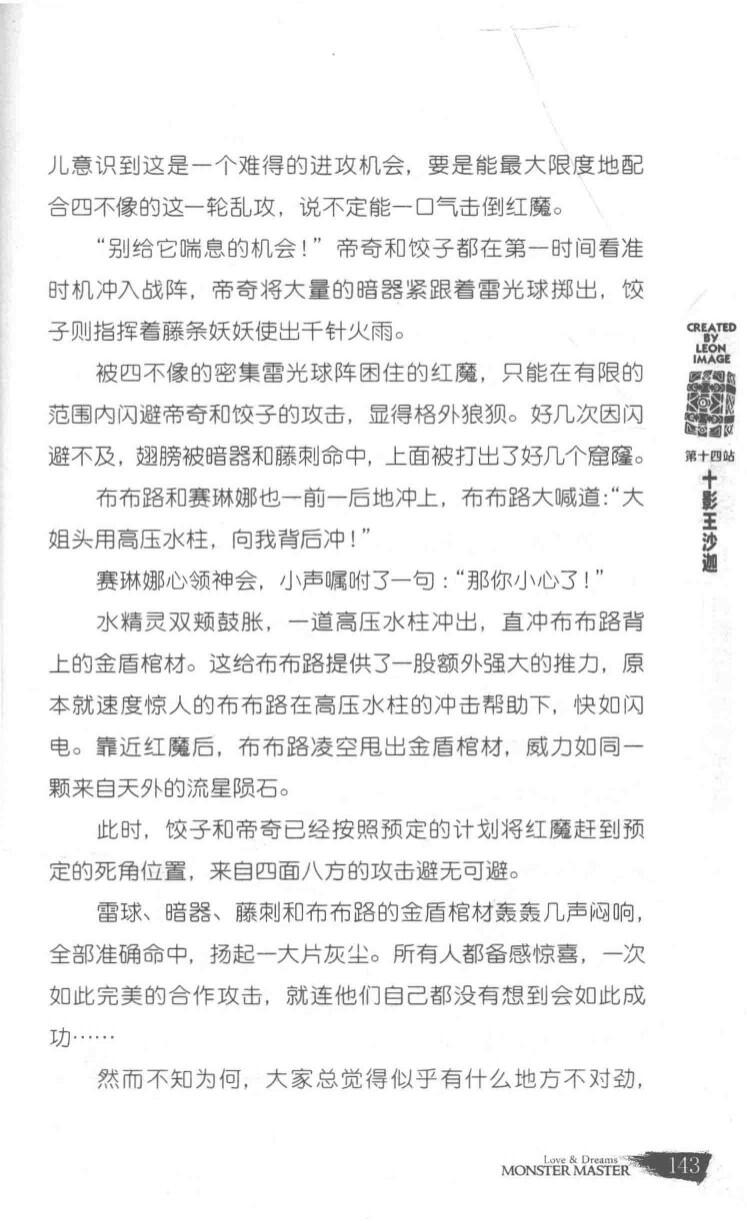 儿意识到这是一个难得的进攻机会，要是能最大限度地配
合四不像的这一轮乱攻，说不定能一口气击倒红魔。
“别给它喘息的机会！”帝奇和饺子都在第一时间看准
时机冲入战阵，帝奇将大量的暗器紧跟着雷光球掷出，饺
子则指挥着藤条妖妖使出千针火雨。
被四不像的密集雷光球阵困住的红魔，只能在有限的
范围内闪避帝奇和饺子的攻击，显得格外狼狈。好几次因闪
避不及，翅膀被暗器和藤刺命中，上面被打出了好几个窟窿。
布布路和赛琳娜也一前一后地冲上，布布路大喊道：“大
姐头用高压水柱，向我背后冲！”
赛琳娜心领神会，小声嘱咐了一句：“那你小心了！”
水精灵双颊鼓胀，一道高压水柱冲出，直冲布布路背
上的金盾棺材。这给布布路提供了一股额外强大的推力，原
本就速度惊人的布布路在高压水柱的冲击帮助下，快如闪
电。靠近红魔后，布布路凌空甩出金盾棺材，威力如同一
颗来自天外的流星陨石。
此时，饺子和帝奇已经按照预定的计划将红魔赶到预
定的死角位置，来自四面八方的攻击避无可避。
雷球、暗器、藤刺和布布路的金盾棺材轰轰几声闷响，
全部准确命中，扬起一大片灰尘。所有人都备感惊喜，一次
如此完美的合作攻击，就连他们自己都没有想到会如此成
功……
然而不知为何，大家总觉得似乎有什么地方不对劲，
CREATED
BY
LEON
IMAGE
第十四站
十影王沙迦
Love & Dreams
MONSTER MASTER
143